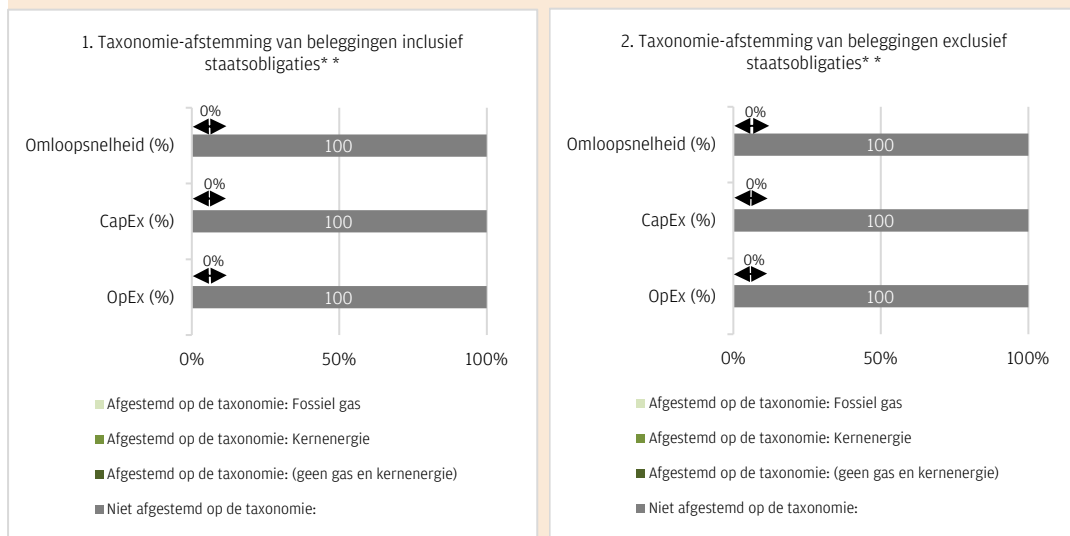 1. Taxonomie-afstemming van beleggingen inclusief
staatsobligaties* *
0%
Omloopsnelheid (%)
100
0%
CapEx (%)
100
0%
OpEx (%)
100
0%
50%
100%
Afgestemd op de taxonomie: Fossiel gas
Afgestemd op de taxonomie: Kernenergie
Afgestemd op de taxonomie: (geen gas en kernenergie)
Niet afgestemd op de taxonomie:
2. Taxonomie-afstemming van beleggingen exclusief
staatsobligaties* *
0%
Omloopsnelheid (%)
100
0%
CapEx (%)
100
0%
OpEx (%)
100
0%
50%
100%
Afgestemd op de taxonomie: Fossiel gas
Afgestemd op de taxonomie: Kernenergie
Afgestemd op de taxonomie: (geen gas en kernenergie)
Niet afgestemd op de taxonomie: